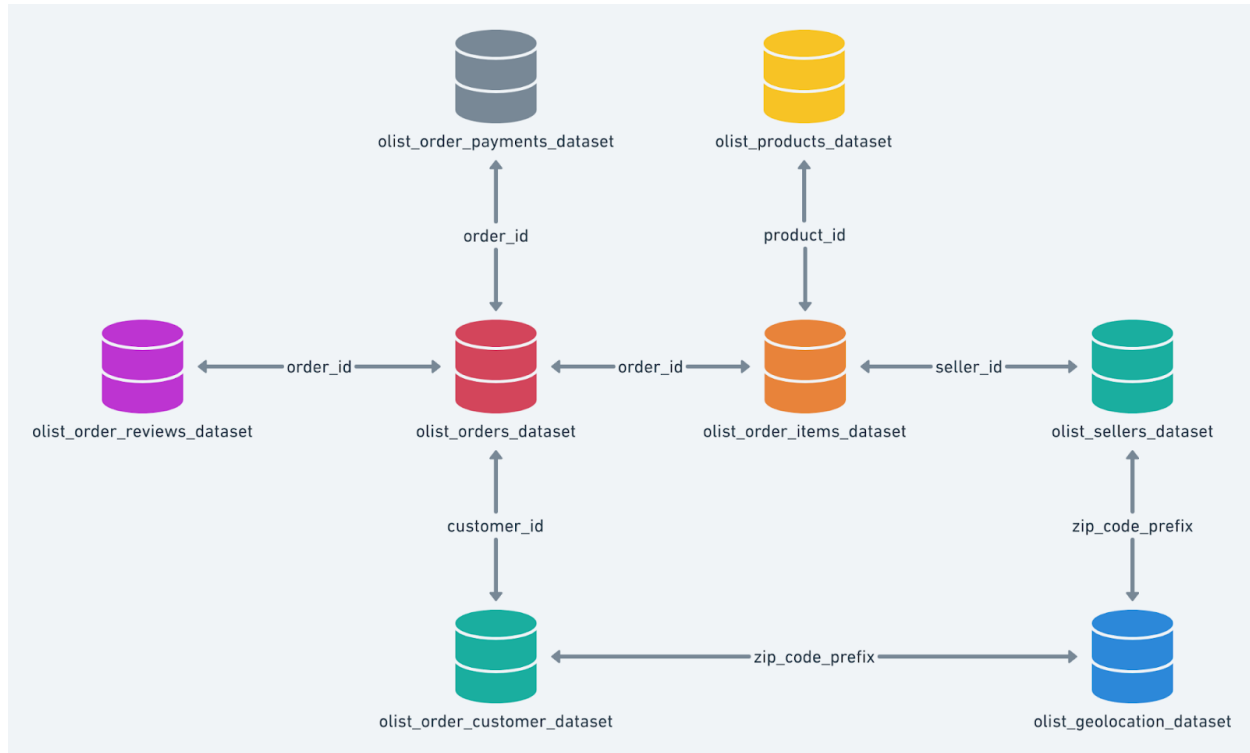 olist_order_payments_dataset
olist_products_dataset
order_id
product_id
order_id
order_id
seller_id
olist_order_reviews_dataset
olist_orders_dataset
olist_order_items_dataset
olist_sellers_dataset
customer_id
zip_code_prefix
zip_code_prefix
olist_order_customer_dataset
olist_geolocation_dataset